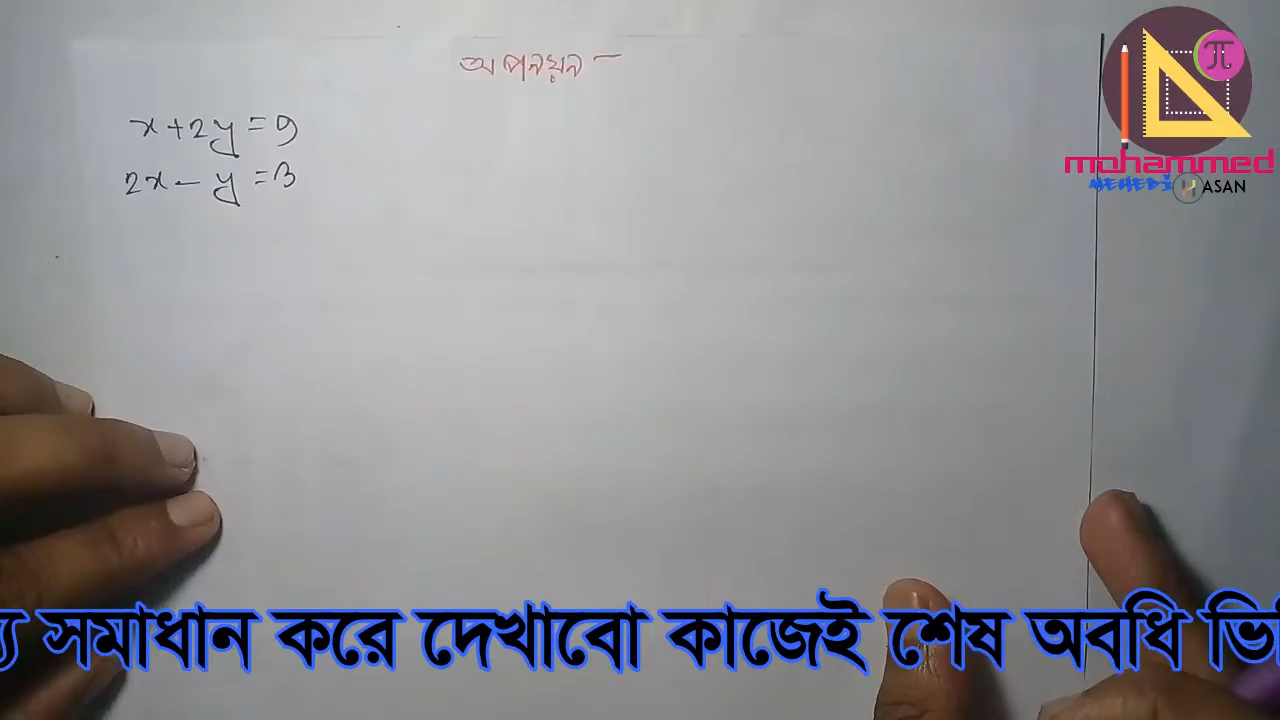 অপনয়ন -
x + 2y = 9
2x - y = 3
π
mohammed
MEHEDI HASAN
সমাধান করে দেখাবো কাজেই শেষ অবধি